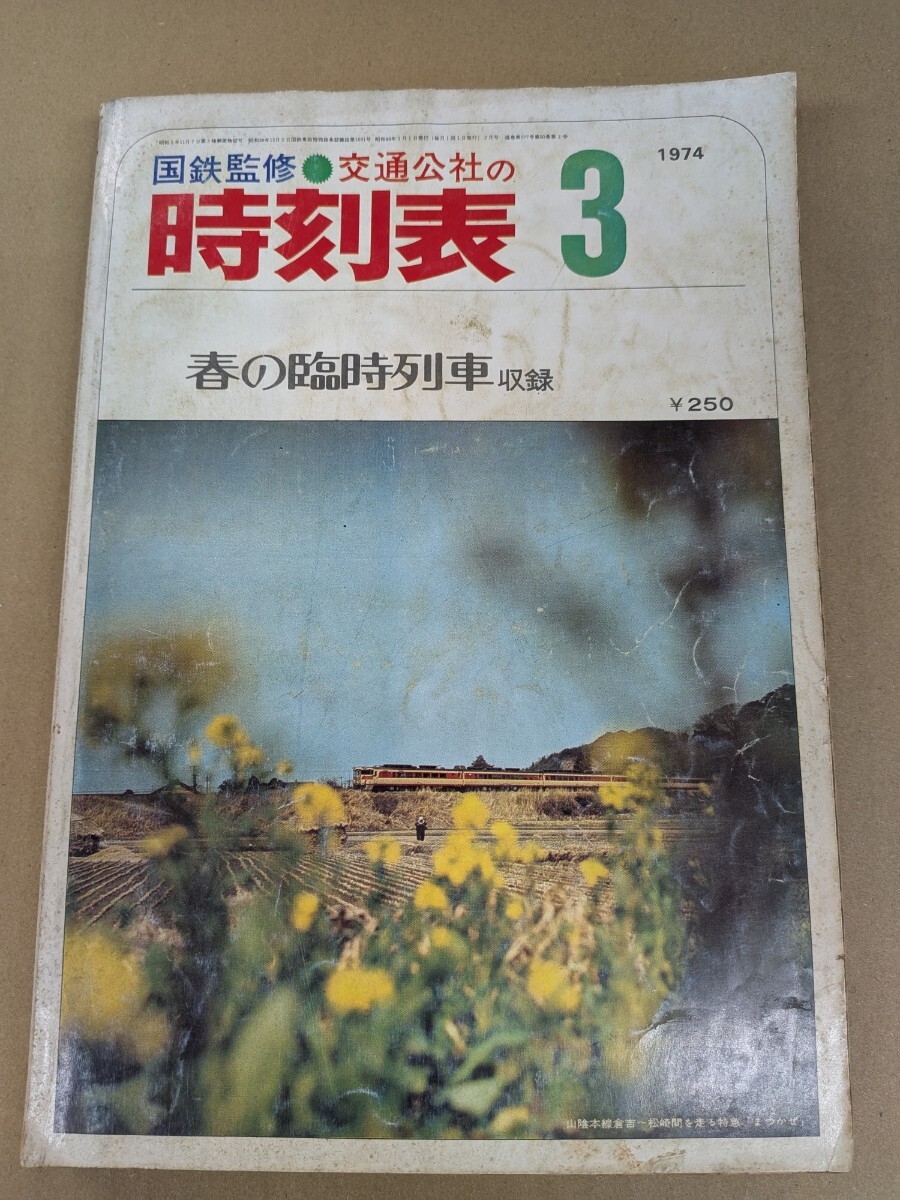 国鉄監修 交通公社の
時刻表 3 1974
春の臨時列車 収録
¥250
山陰本線倉吉〜松崎間を走る特急「まつかぜ」